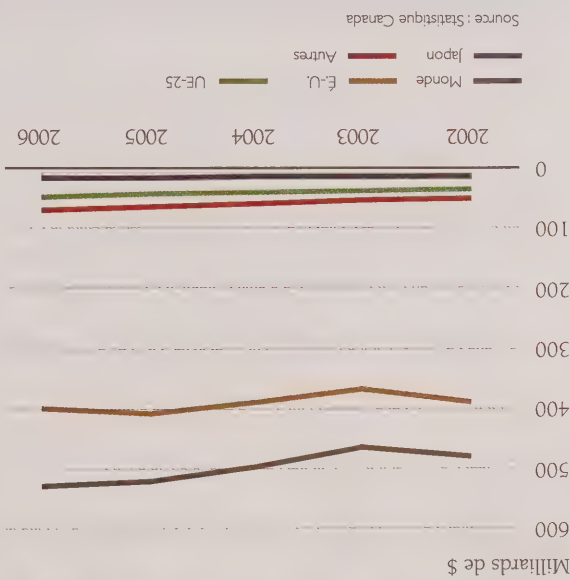 Milliards de $
600
500
400
300
200
100
0
2002 2003 2004 2005 2006
Monde É.-U. UE-25
Japon Autres
Source : Statistique Canada